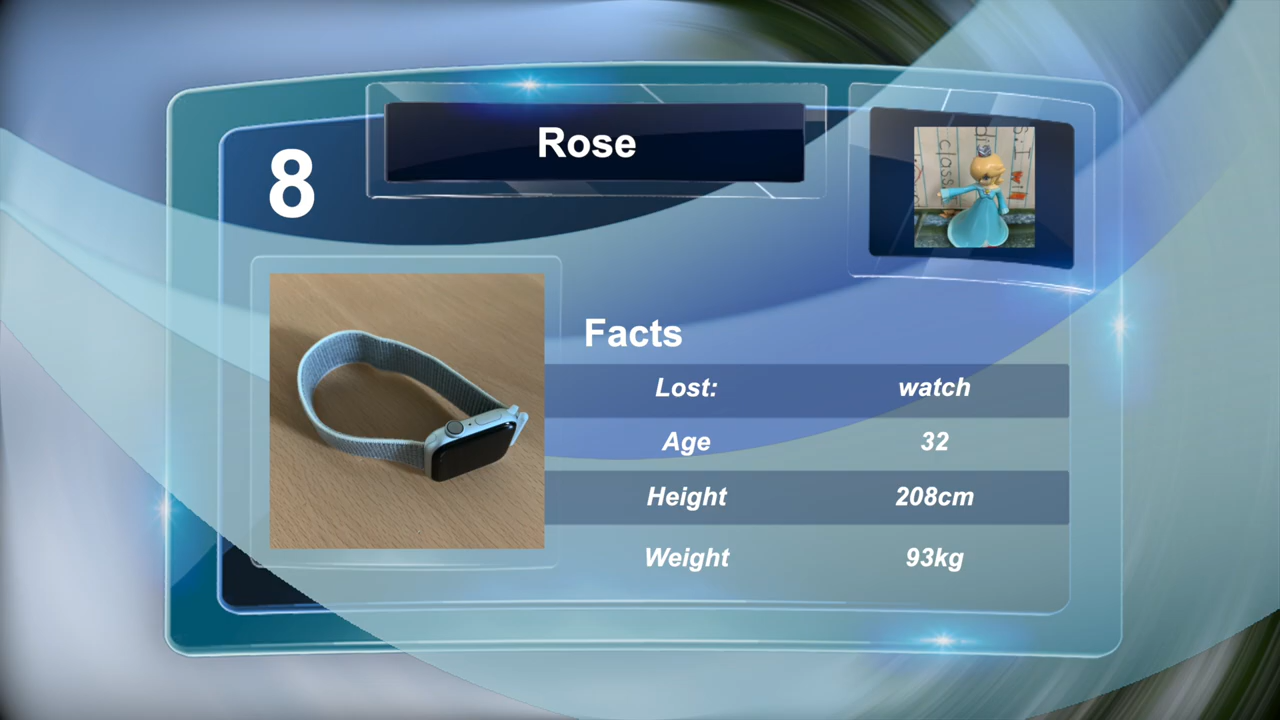 8
Rose
Facts
Lost: watch
Age 32
Height 208cm
Weight 93kg